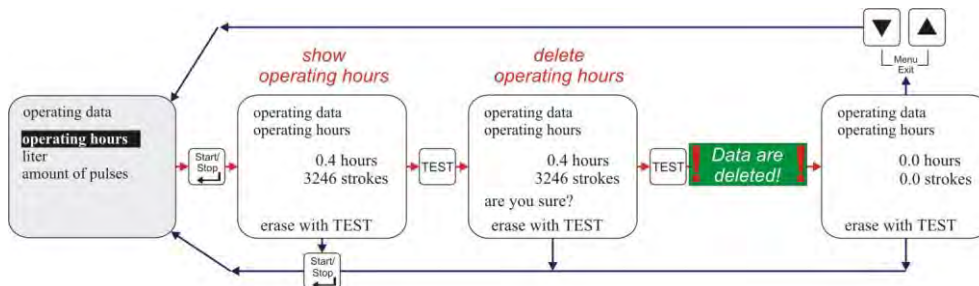 show
operating hours
delete
operating hours
Menu
Exit
operating data
operating hours
liter
amount of pulses
Start/
Stop
operating data
operating hours
0.4 hours
3246 strokes
erase with TEST
TEST
operating data
operating hours
0.4 hours
3246 strokes
are you sure?
erase with TEST
TEST
! Data are
deleted! !
operating data
operating hours
0.0 hours
0.0 strokes
Start/
Stop